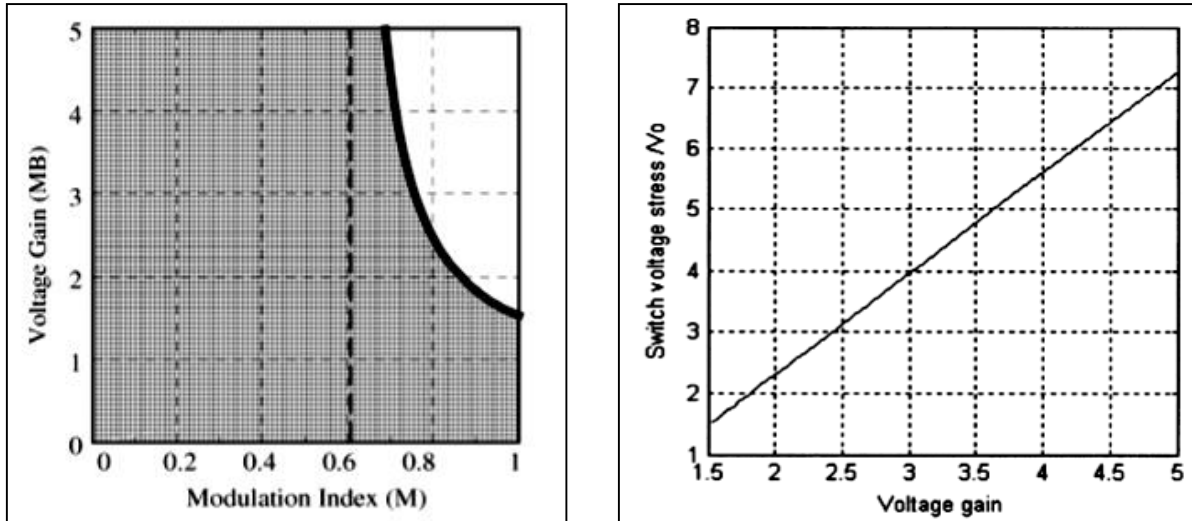 5
4
3
2
1
0
Voltage Gain (MB)
0 0.2 0.4 0.6 0.8 1
Modulation Index (M)
8
7
6
5
4
3
2
1
Switch voltage stress /Vo
1.5 2 2.5 3 3.5 4 4.5 5
Voltage gain